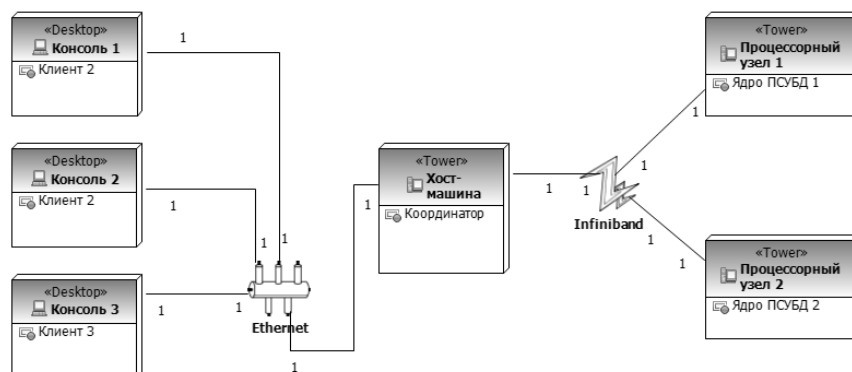 «Desktop»
Консоль 1
Клиент 2
1
«Desktop»
Консоль 2
Клиент 2
1
1
1
«Desktop»
Консоль 3
Клиент 3
1
1
Ethernet
1
«Tower»
Хост-
машина
Координатор
1
1
1
Infiniband
1
1
1
1
«Tower»
Процессорный
узел 1
Ядро ПСУБД 1
«Tower»
Процессорный
узел 2
Ядро ПСУБД 2